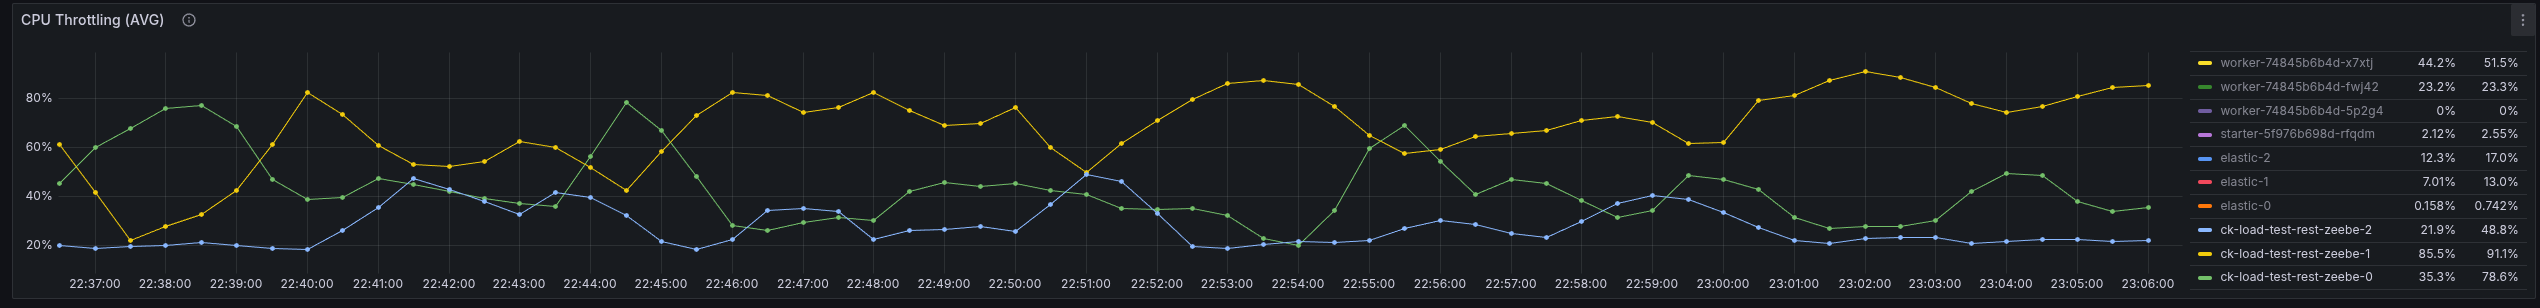 CPU Throttling (AVG)
80%
60%
40%
20%
22:37:00 22:38:00 22:39:00 22:40:00 22:41:00 22:42:00 22:43:00 22:44:00 22:45:00 22:46:00 22:47:00 22:48:00 22:49:00 22:50:00 22:51:00 22:52:00 22:53:00 22:54:00 22:55:00 22:56:00 22:57:00 22:58:00 22:59:00 23:00:00 23:01:00 23:02:00 23:03:00 23:04:00 23:05:00 23:06:00
worker-74845b6b4d-x7xtj 44.2% 51.5%
worker-74845b6b4d-fwj42 23.2% 23.3%
worker-74845b6b4d-5p2g4 0% 0%
starter-5f976b698d-rfqdm 2.12% 2.55%
elastic-2 12.3% 17.0%
elastic-1 7.01% 13.0%
elastic-0 0.158% 0.742%
ck-load-test-rest-zeebe-2 21.9% 48.8%
ck-load-test-rest-zeebe-1 85.5% 91.1%
ck-load-test-rest-zeebe-0 35.3% 78.6%